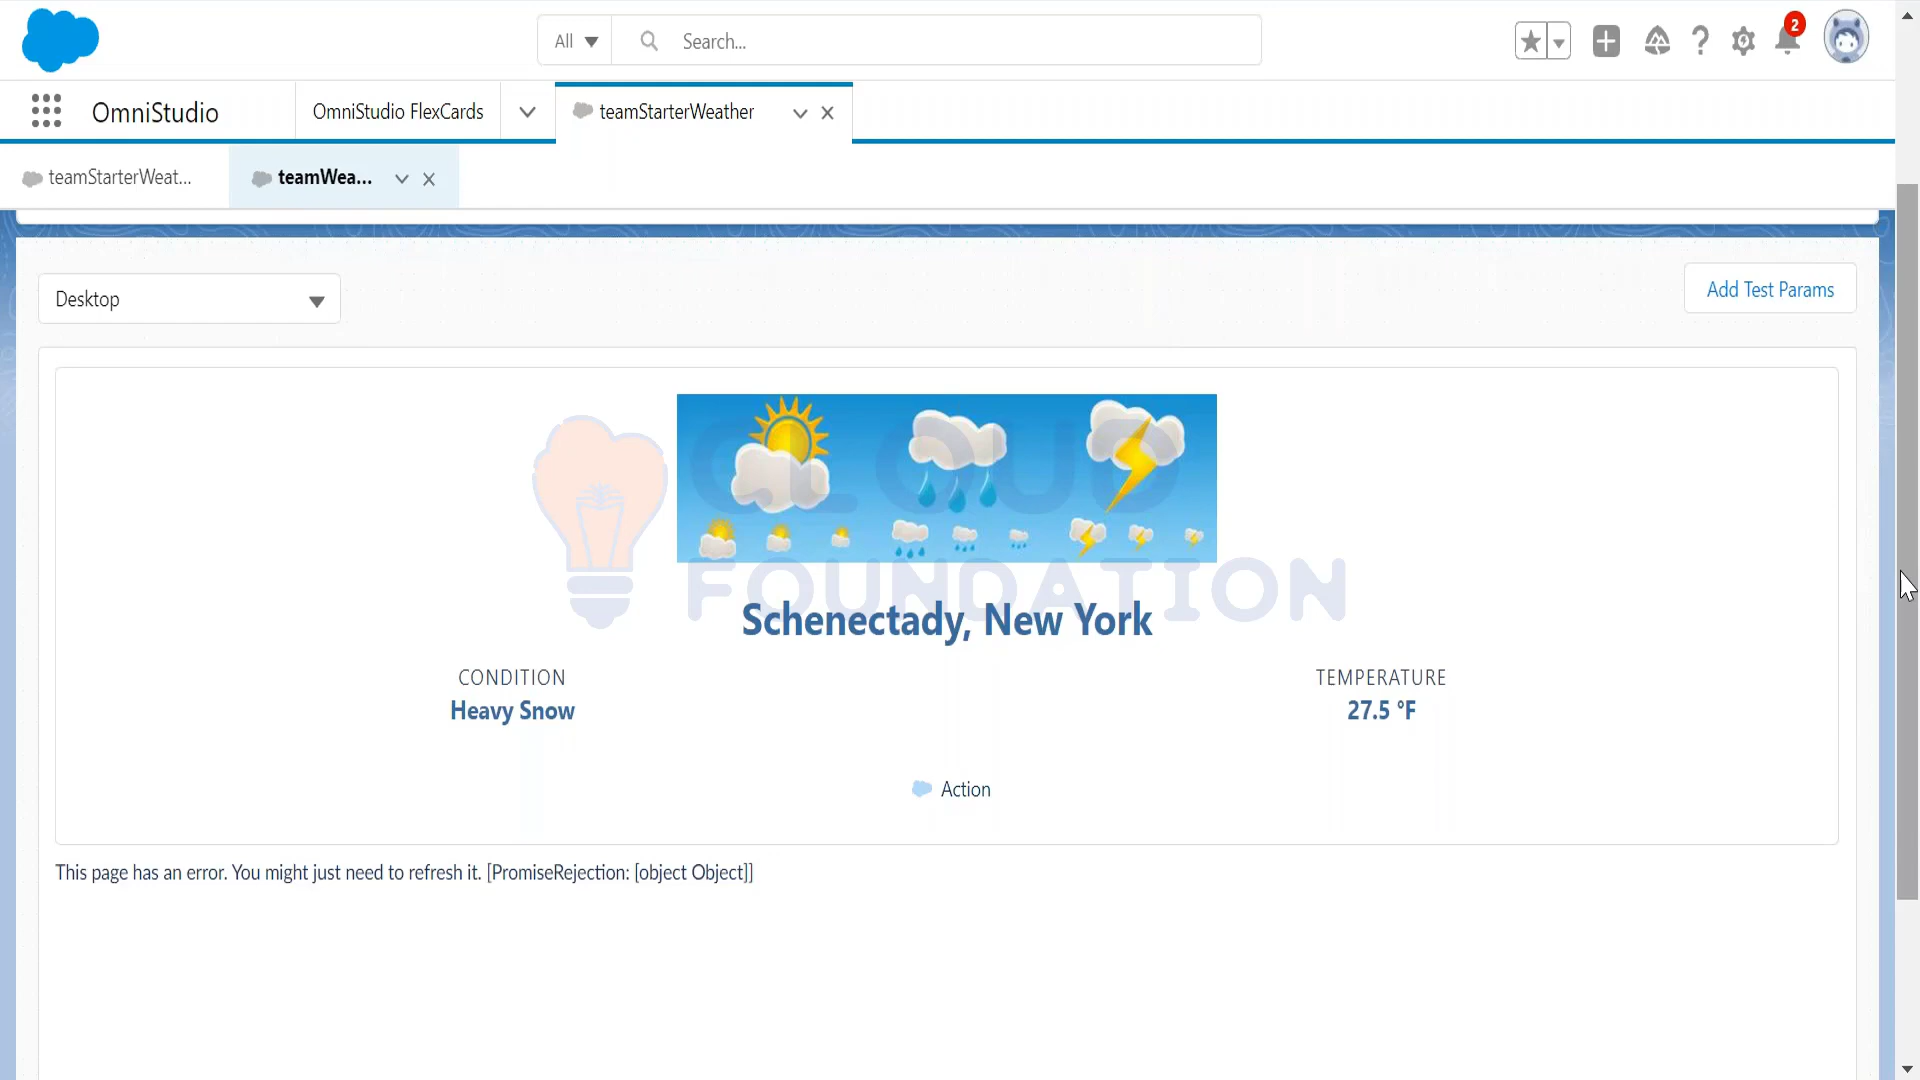 All
Search...
2
OmniStudio
OmniStudio FlexCards
teamStarterWeather
teamStarterWeat...
teamWea...
Desktop
Add Test Params
CLOUD
FOUNDATION
Schenectady, New York
CONDITION
TEMPERATURE
Heavy Snow
27.5 °F
Action
This page has an error. You might just need to refresh it. [PromiseRejection: [object Object]]